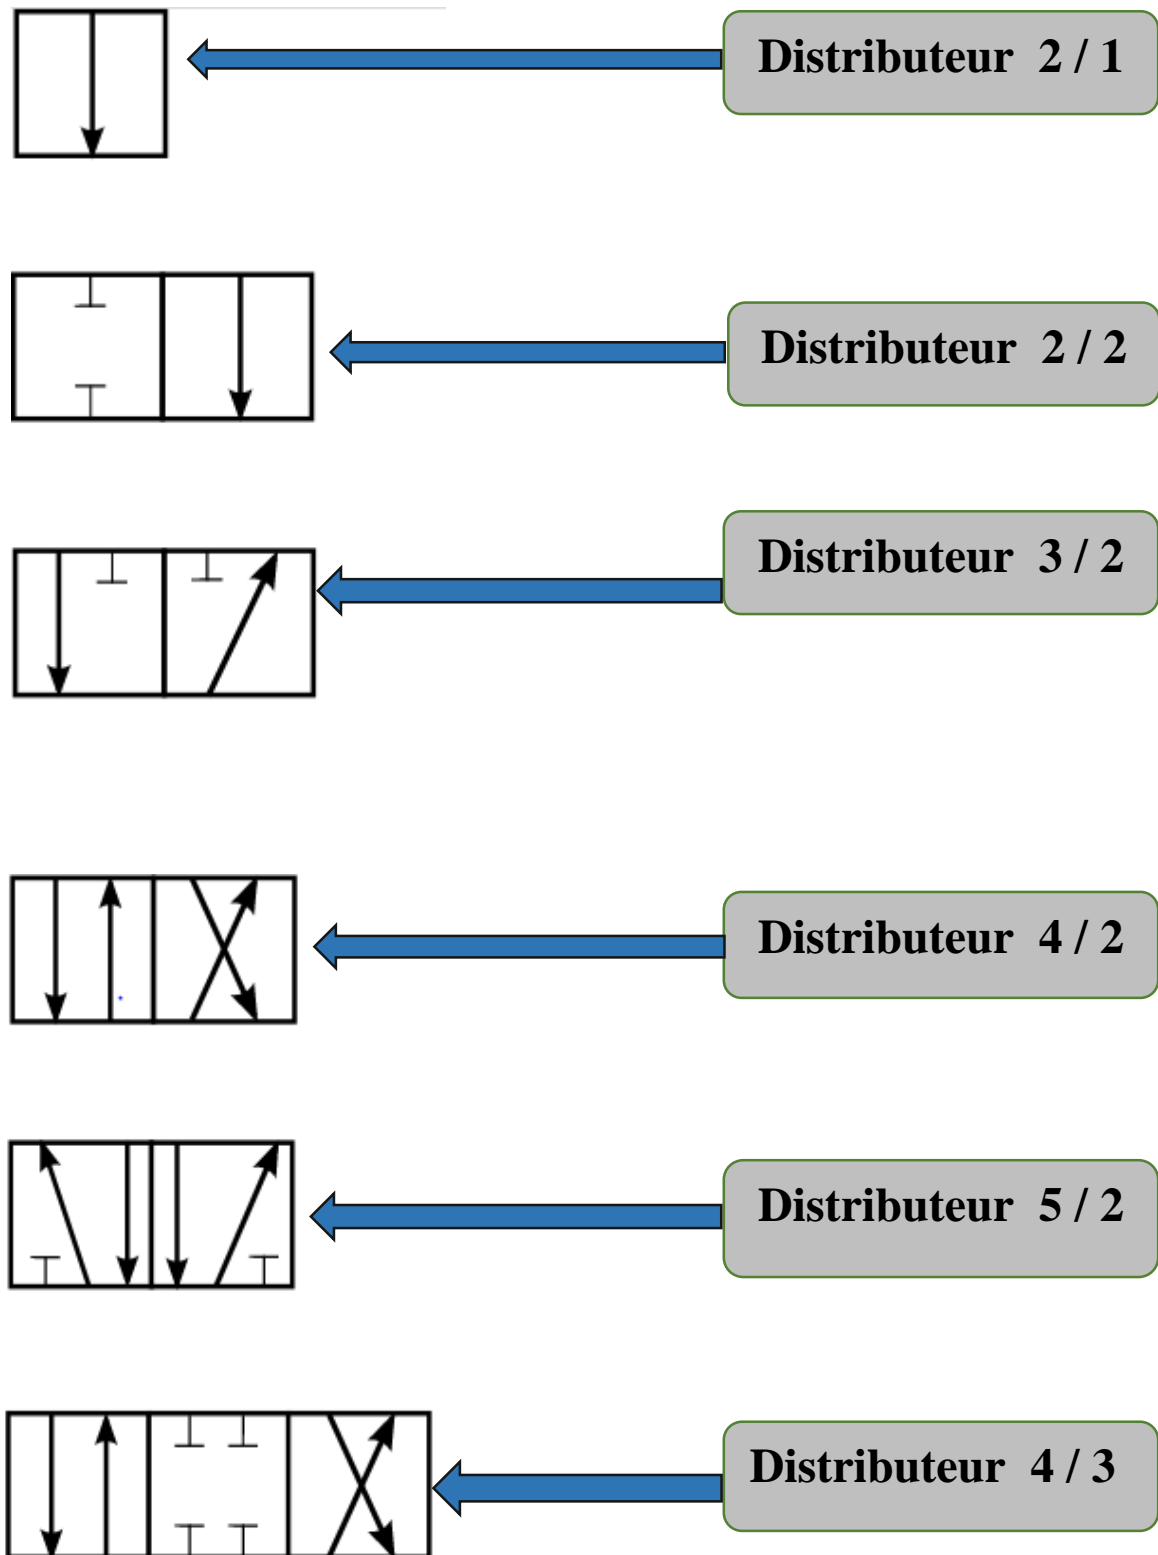 Distributeur 2 / 1
Distributeur 2 / 2
Distributeur 3 / 2
Distributeur 4 / 2
Distributeur 5 / 2
Distributeur 4 / 3